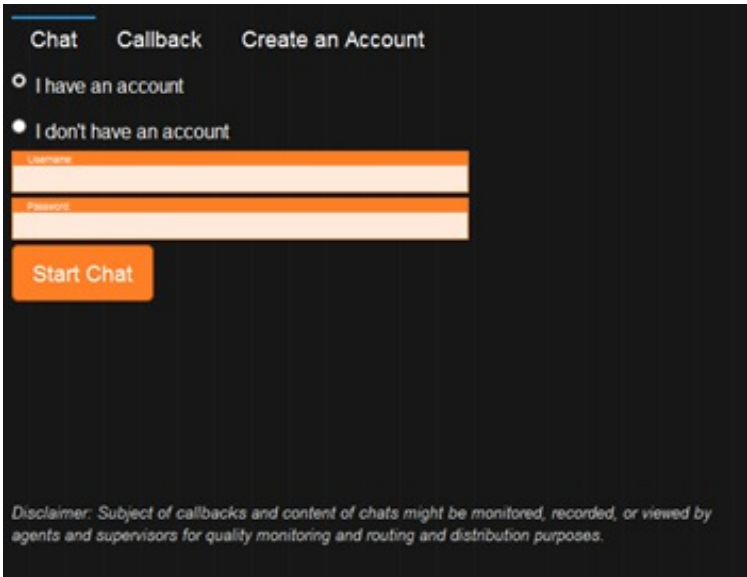 Chat Callback Create an Account
I have an account
I don't have an account
Username:
Password:
Start Chat
Disclaimer: Subject of callbacks and content of chats might be monitored, recorded, or viewed by
agents and supervisors for quality monitoring and routing and distribution purposes.